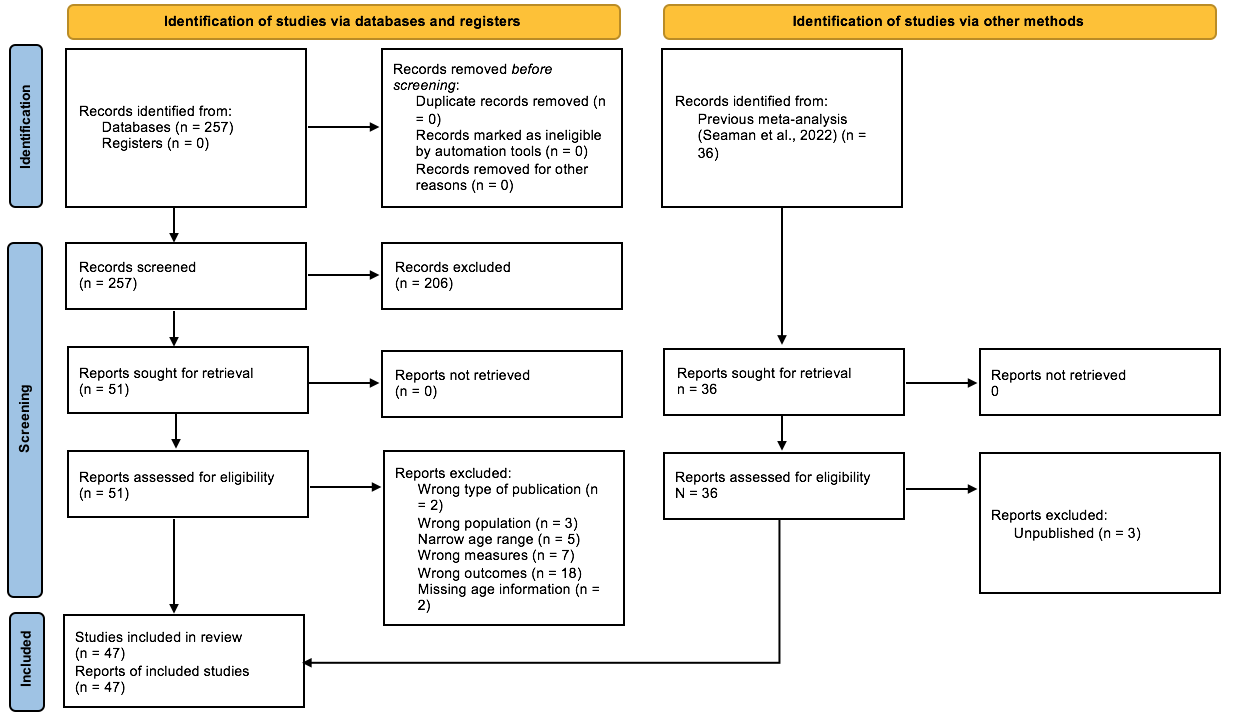 Identification of studies via databases and registers
Identification of studies via other methods
Identification
Records identified from:
Databases (n = 257)
Registers (n = 0)
Records removed before
screening:
Duplicate records removed (n
= 0)
Records marked as ineligible
by automation tools (n = 0)
Records removed for other
reasons (n = 0)
Records identified from:
Previous meta-analysis
(Seaman et al., 2022) (n =
36)
Screening
Records screened
(n = 257)
Records excluded
(n = 206)
Reports sought for retrieval
(n = 51)
Reports not retrieved
(n = 0)
Reports sought for retrieval
n = 36
Reports not retrieved
0
Reports assessed for eligibility
(n = 51)
Reports excluded:
Wrong type of publication (n
= 2)
Wrong population (n = 3)
Narrow age range (n = 5)
Wrong measures (n = 7)
Wrong outcomes (n = 18)
Missing age information (n =
2)
Reports assessed for eligibility
N = 36
Reports excluded:
Unpublished (n = 3)
Included
Studies included in review
(n = 47)
Reports of included studies
(n = 47)